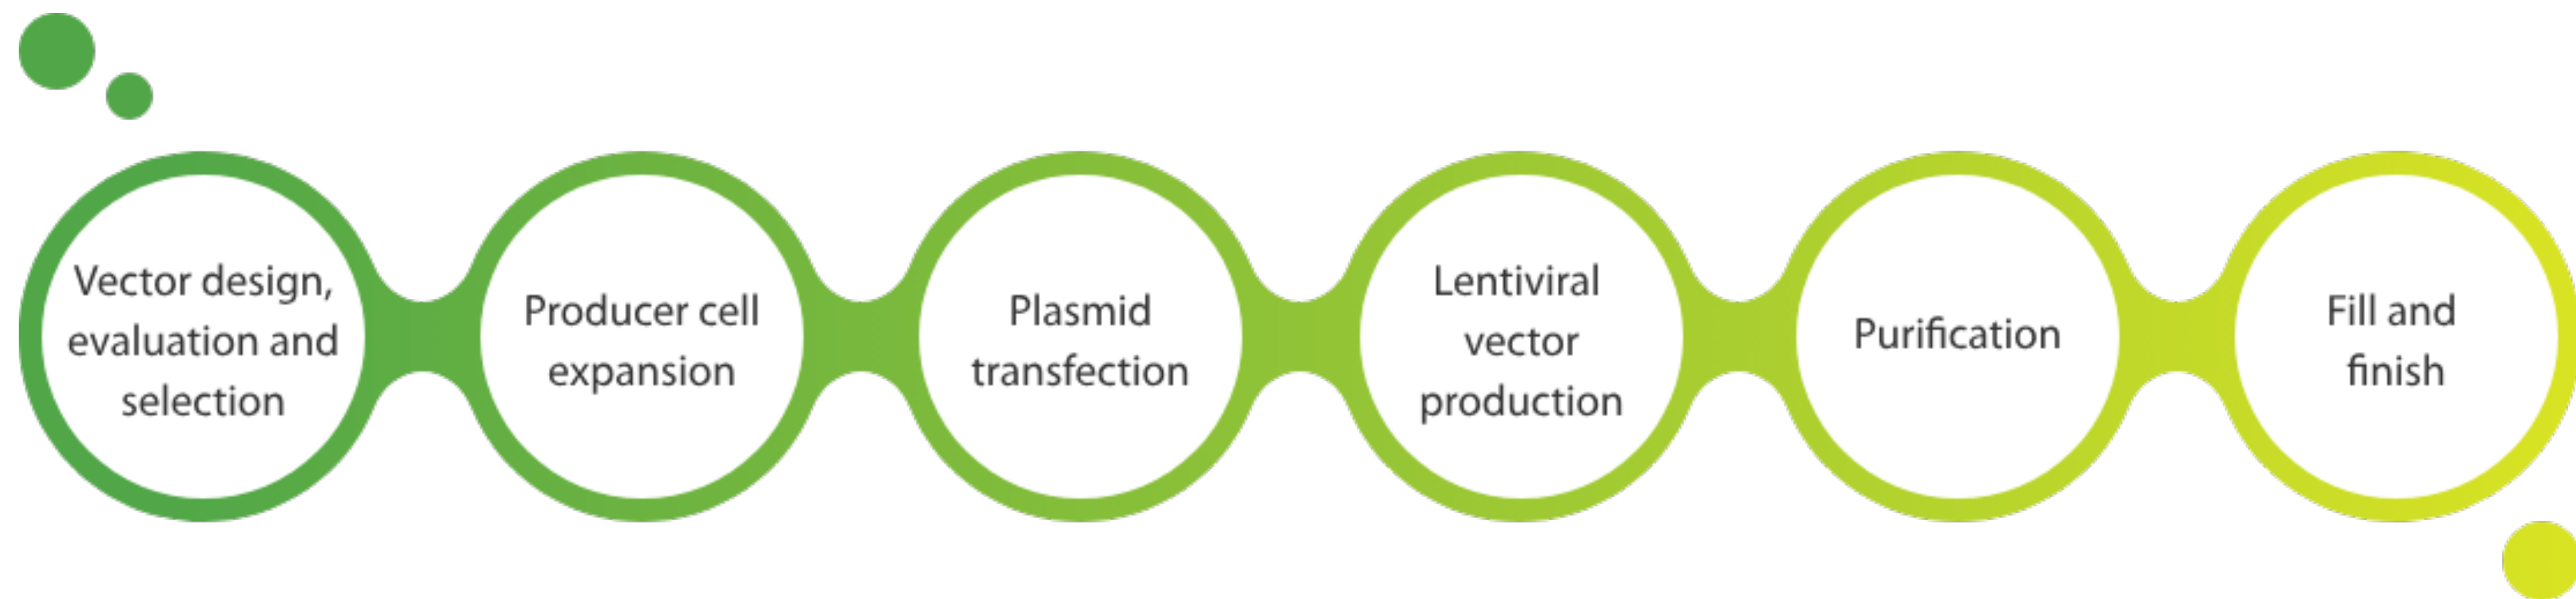 Vector design,
evaluation and
selection
Producer cell
expansion
Plasmid
transfection
Lentiviral
vector
production
Purification
Fill and
finish